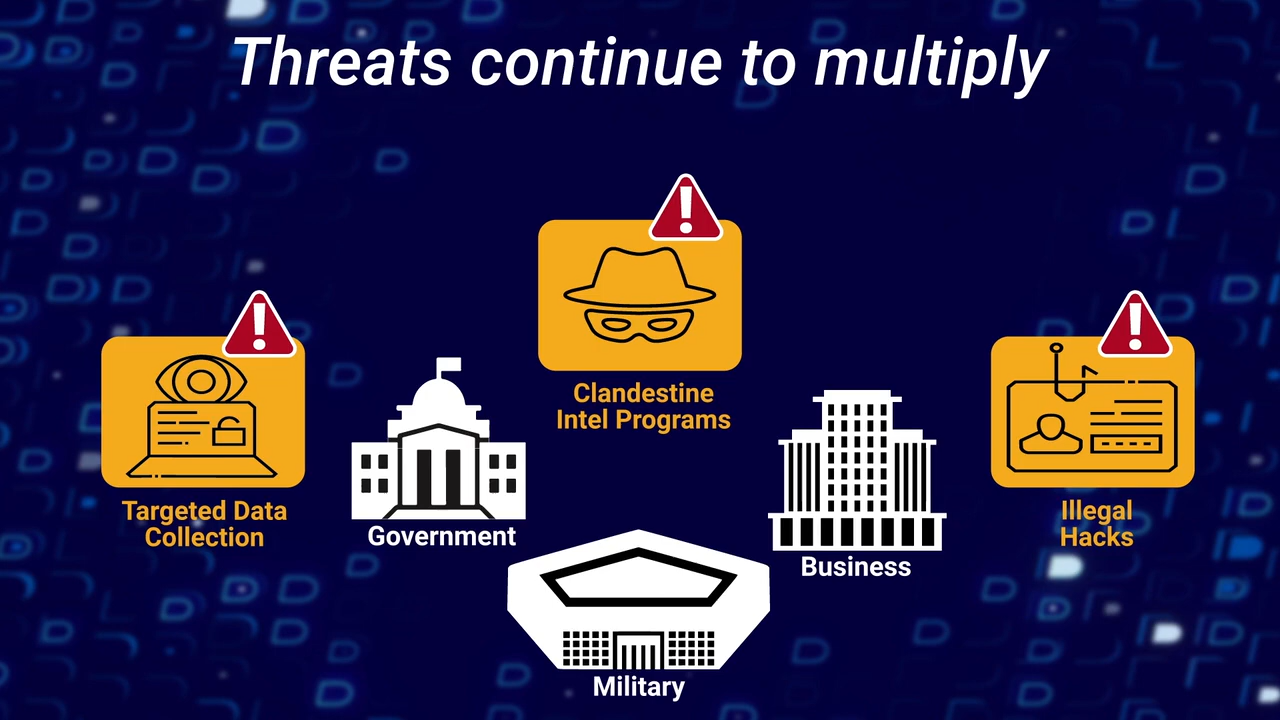 Threats continue to multiply
Clandestine
Intel Programs
Targeted Data
Collection
Government
Business
Illegal
Hacks
Military